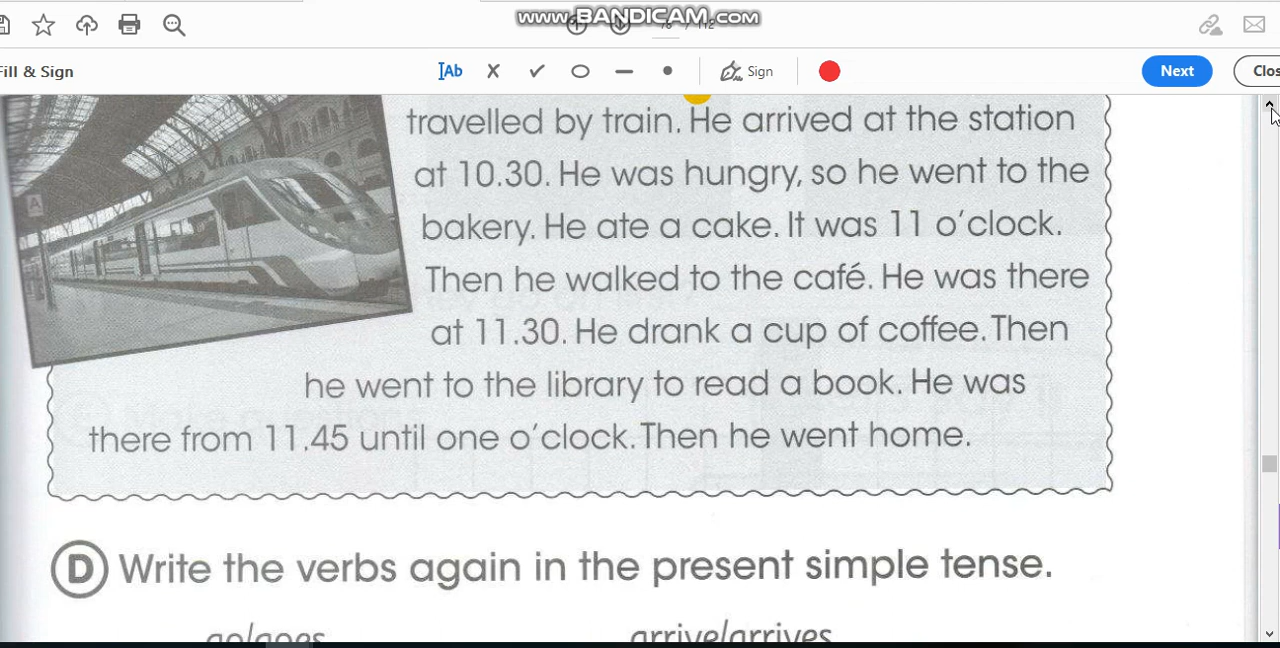 www.BANDICAM.com
Fill & Sign
Ab
Sign
Next
Clos
travelled by train. He arrived at the station
at 10.30. He was hungry, so he went to the
A
bakery. He ate a cake. It was 11 o'clock.
Then he walked to the café. He was there
at 11.30. He drank a cup of coffee. Then
he went to the library to read a book. He was
there from 11.45 until one o'clock. Then he went home.
D Write the verbs again in the present simple tense.
go/goes
arrive/arrives